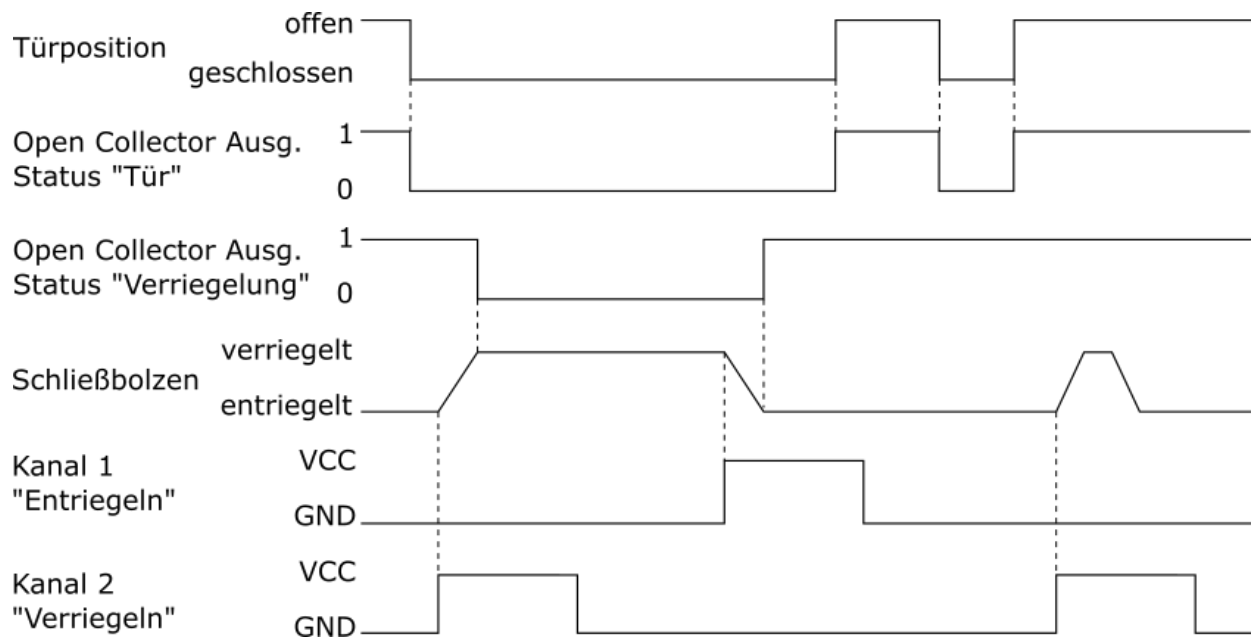 offen
Türposition
geschlossen
Open Collector Ausg. 1
Status "Tür"
0
Open Collector Ausg. 1
Status "Verriegelung" 0
verriegelt
Schließbolzen
entriegelt
Kanal 1 VCC
"Entriegeln"
GND
Kanal 2 VCC
"Verriegeln" GND